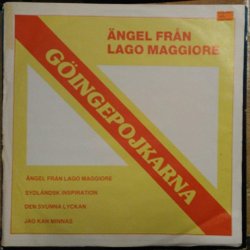 ÄNGEL FRÅN
LAGO MAGGIORE
GÖINGEPOJKARNA
ÄNGEL FRÅN LAGO MAGGIORE
SYDLÄNDSK INSPIRATION
DEN SVUNNA LYCKAN
JAG KAN MINNAS